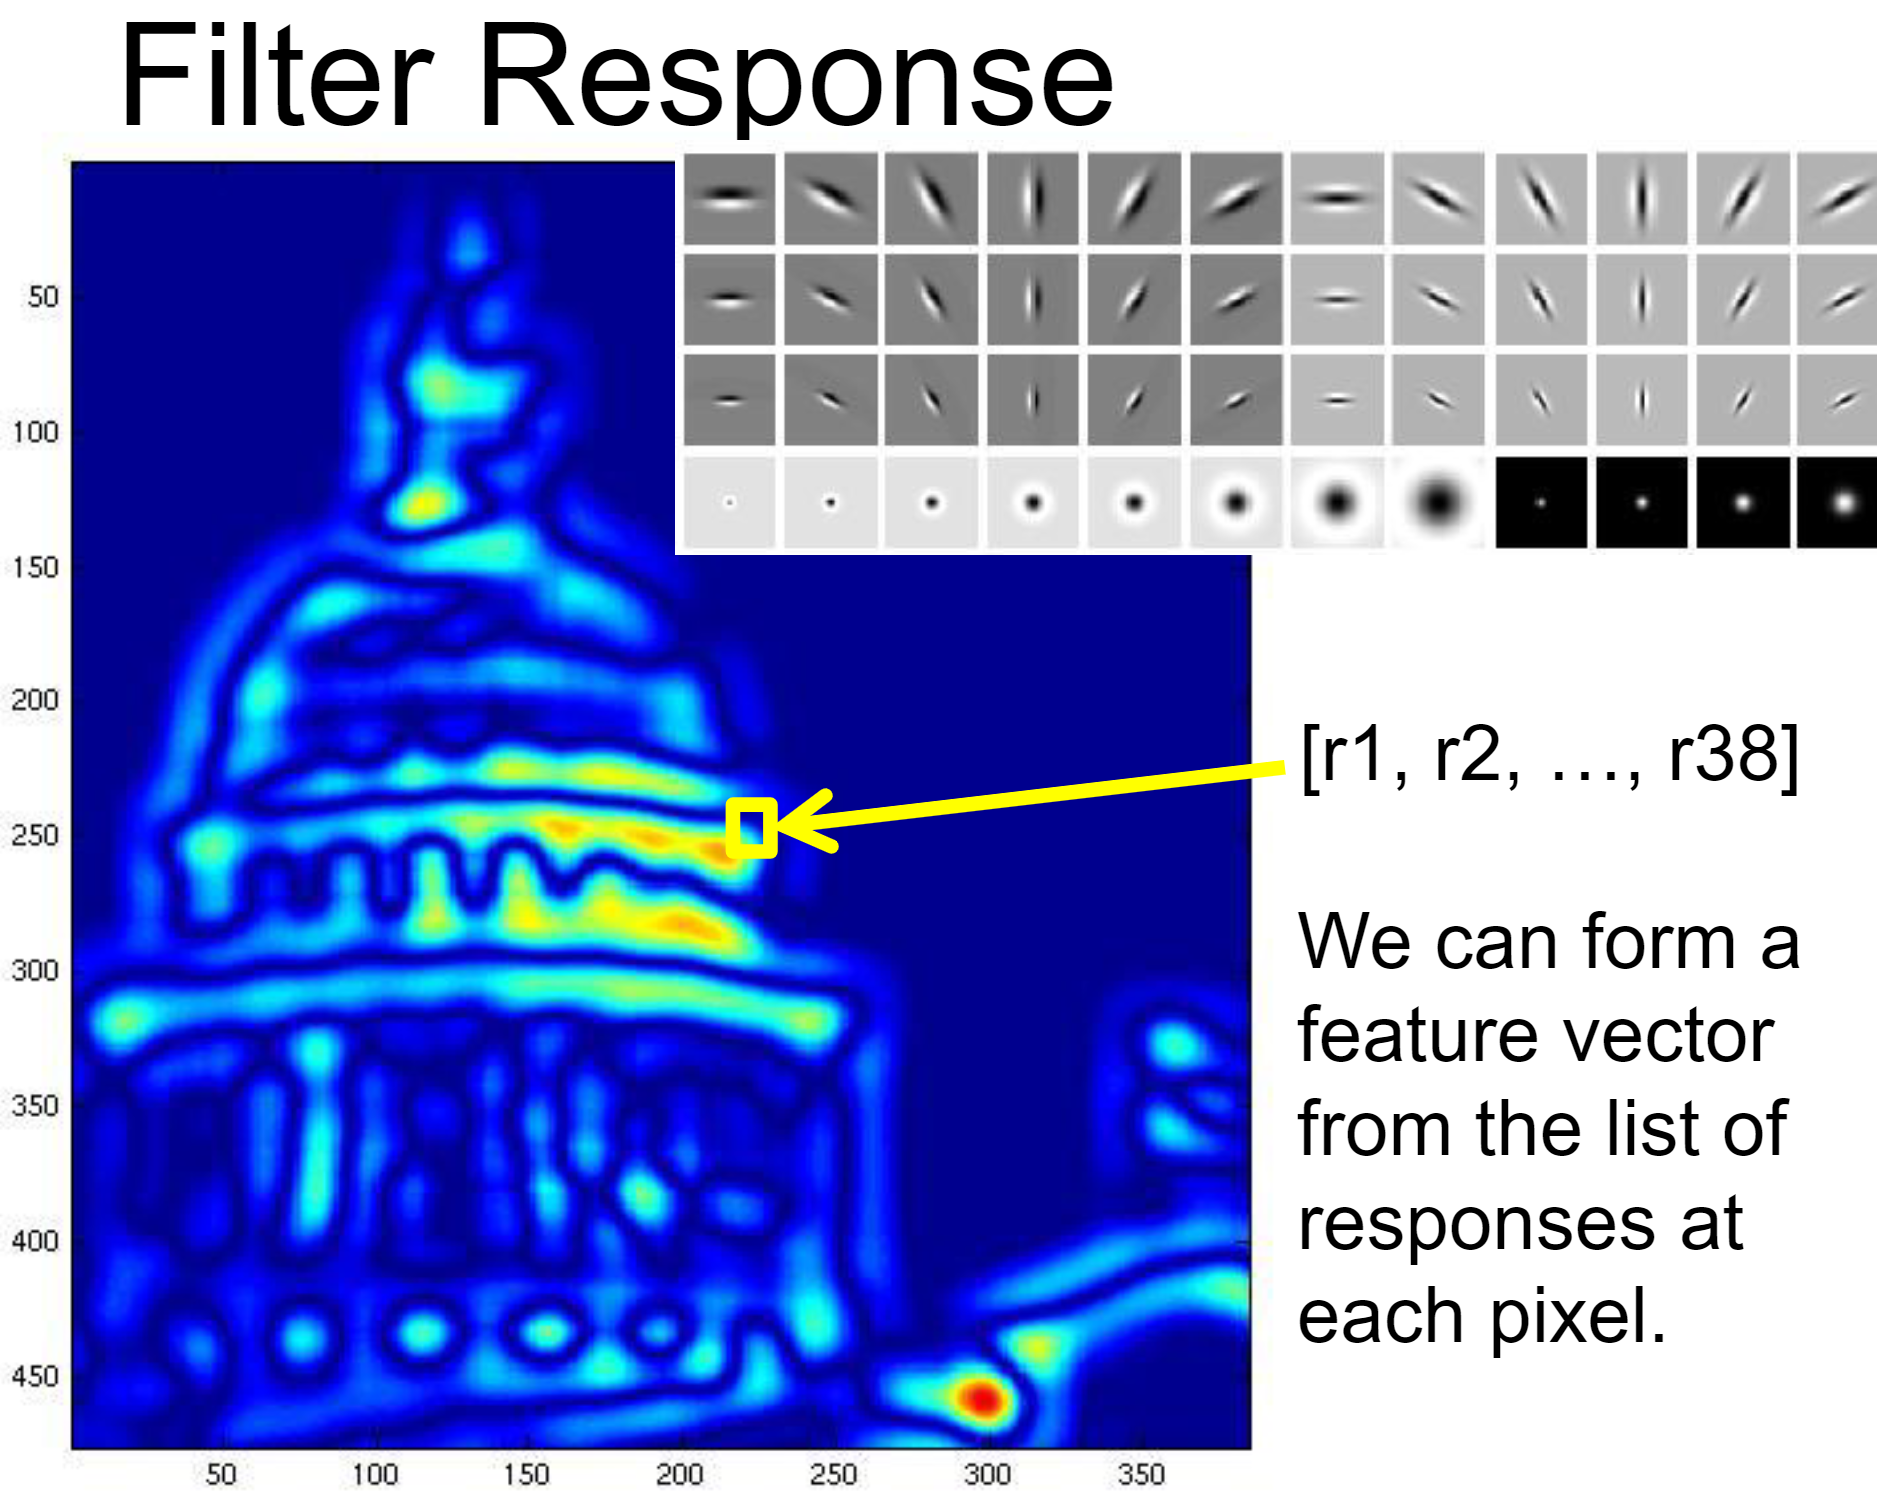 Filter Response
50
100
150
200
250
300
350
400
450
50 100 150 200 250 300 350
[r1, r2, …, r38]
We can form a
feature vector
from the list of
responses at
each pixel.